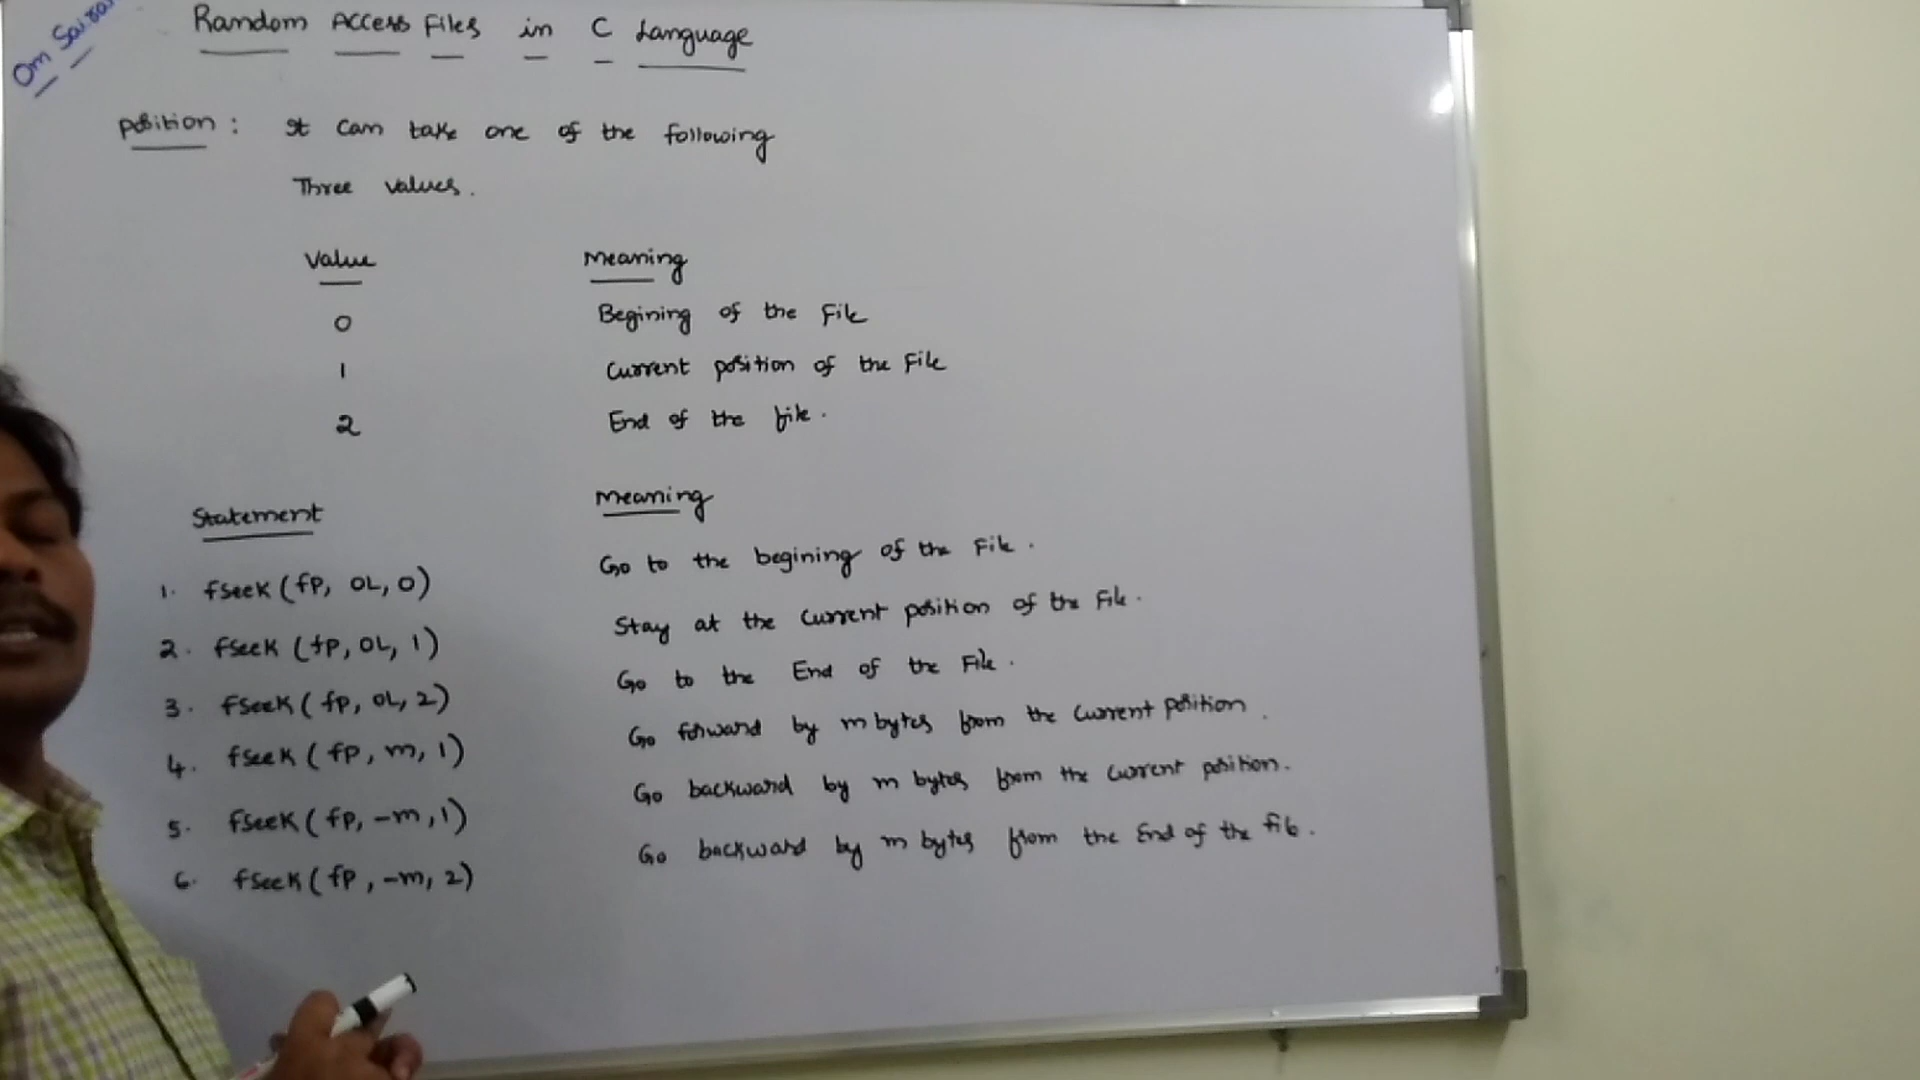 Om Sairam
Random Access Files in C Language
Position: It can take one of the following
Three values.
Value Meaning
0 Begining of the File
1 Current position of the File
2 End of the file.
Statement Meaning
1. fseek(fp, 0L, 0) Go to the begining of the File.
2. fseek(fp, 0L, 1) Stay at the current position of the File.
3. fseek(fp, 0L, 2) Go to the End of the File.
4. fseek(fp, m, 1) Go forward by m bytes from the current position.
5. fseek(fp, -m, 1) Go backward by m bytes from the current position.
6. fseek(fp, -m, 2) Go backward by m bytes from the End of the file.